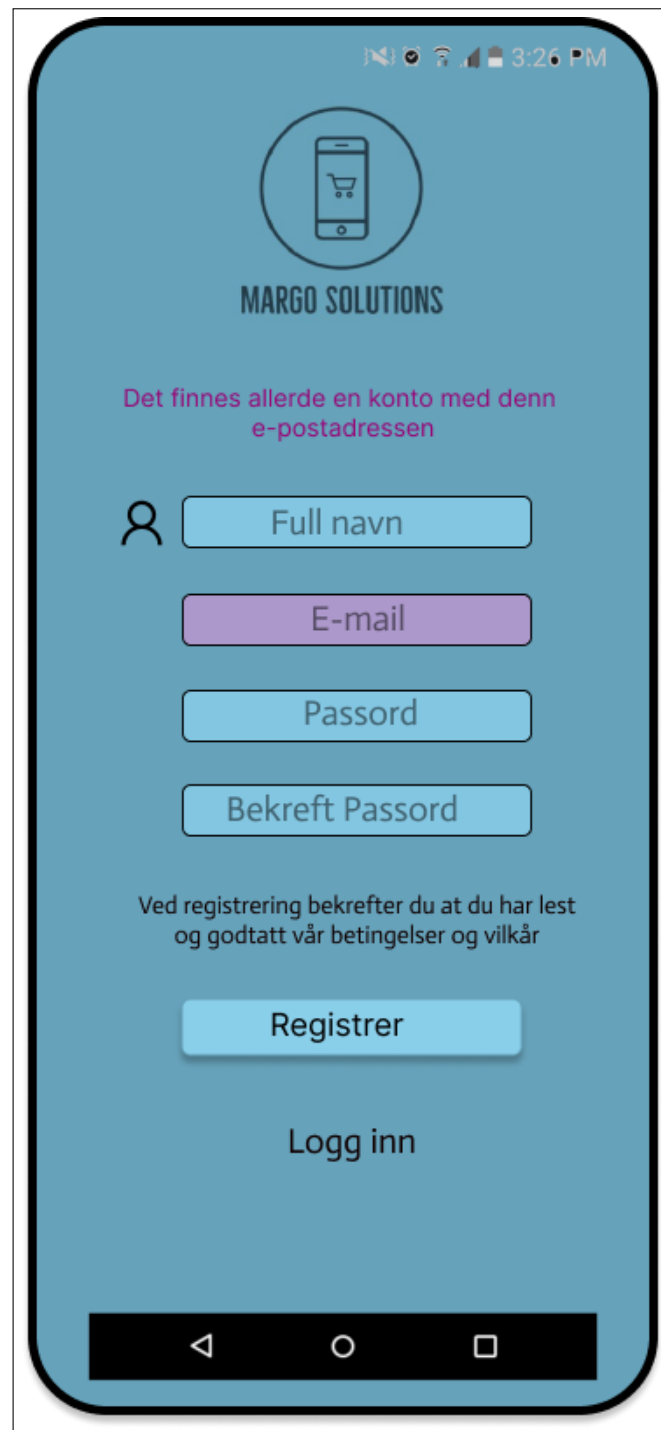 3:26 PM
MARGO SOLUTIONS
Det finnes allerde en konto med denn
e-postadressen
Full navn
E-mail
Passord
Bekreft Passord
Ved registrering bekrefter du at du har lest
og godtatt vår betingelser og vilkår
Registrer
Logg inn